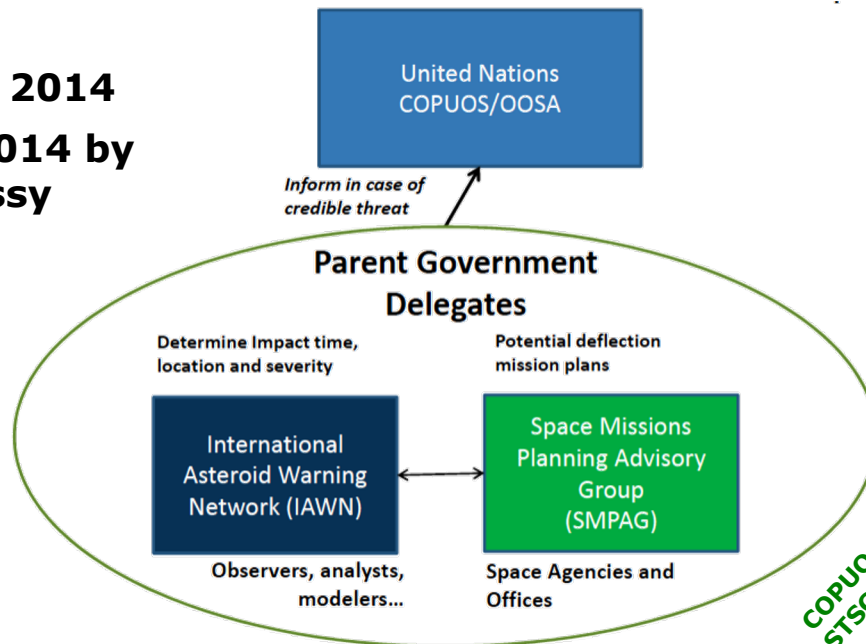 2014
014 by
ssy
United Nations
COPUOS/OOSA
Inform in case of
credible threat
Parent Government
Delegates
Determine Impact time,
location and severity
Potential deflection
mission plans
International
Asteroid Warning
Network (IAWN)
Space Missions
Planning Advisory
Group
(SMPAG)
Observers, analysts,
modelers...
Space Agencies and
Offices
COPUO
STSC